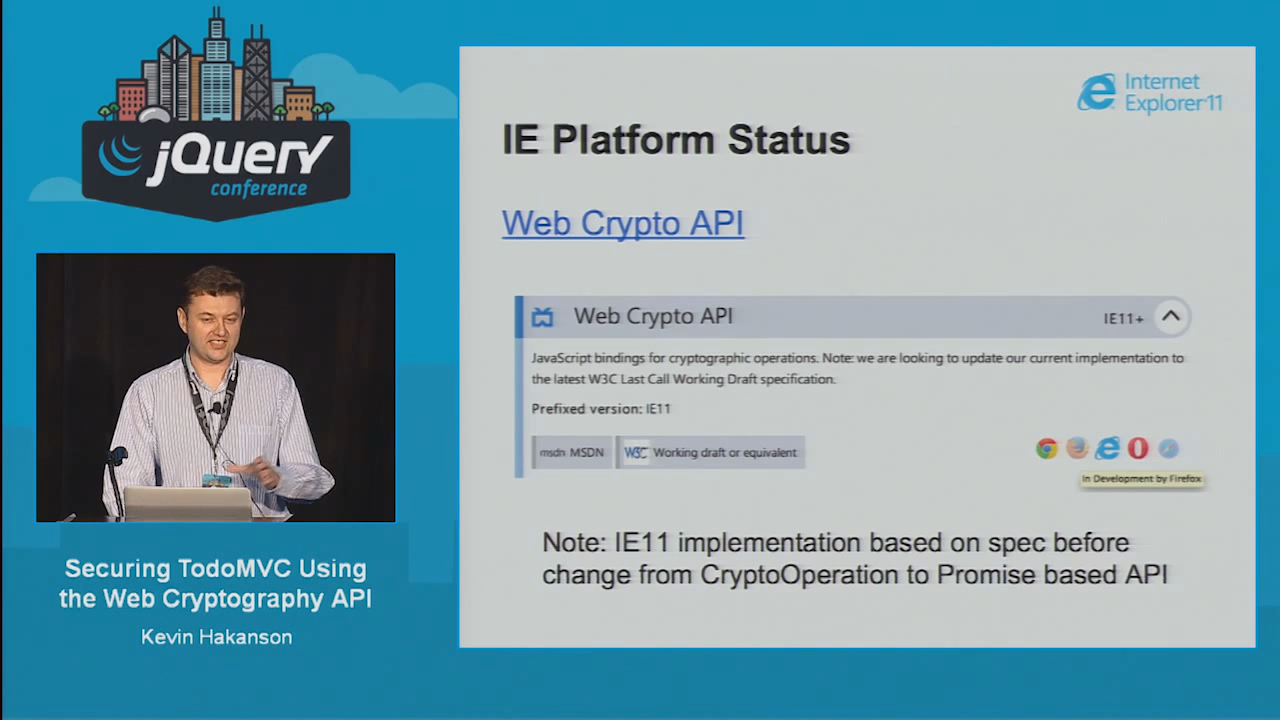 jQuery
conference
Securing TodoMVC Using
the Web Cryptography API
Kevin Hakanson
Internet
Explorer 11
IE Platform Status
Web Crypto API
Web Crypto API
IE11+
JavaScript bindings for cryptographic operations. Note: we are looking to update our current implementation to
the latest W3C Last Call Working Draft specification.
Prefixed version: IE11
msdn MSDN
W3C Working draft or equivalent
In Development by Firefox
Note: IE11 implementation based on spec before
change from CryptoOperation to Promise based API